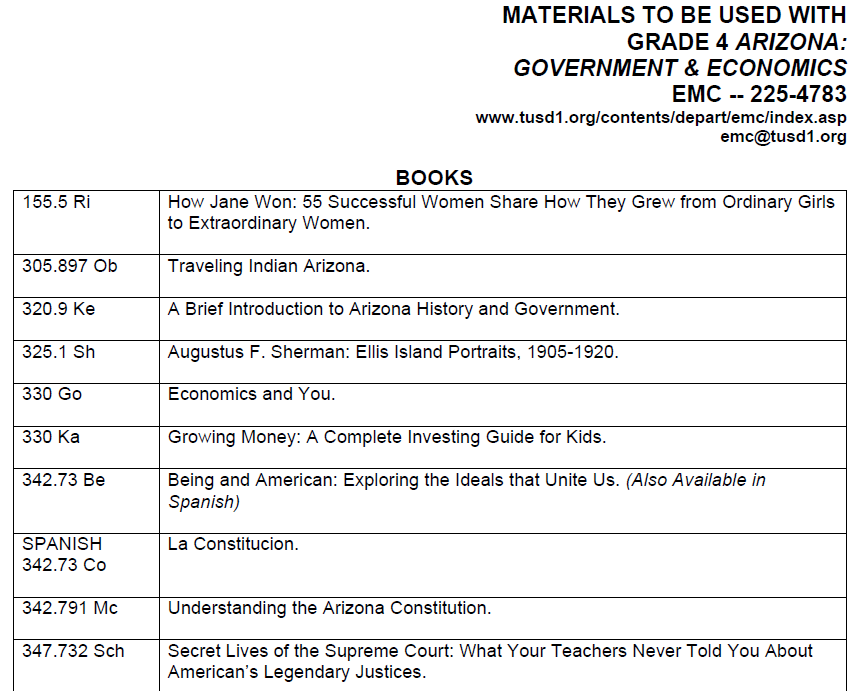 MATERIALS TO BE USED WITH
GRADE 4 ARIZONA:
GOVERNMENT & ECONOMICS
EMC -- 225-4783
www.tusd1.org/contents/depart/emc/index.asp
emc@tusd1.org
BOOKS
155.5 Ri How Jane Won: 55 Successful Women Share How They Grew from Ordinary Girls
to Extraordinary Women.
305.897 Ob Traveling Indian Arizona.
320.9 Ke A Brief Introduction to Arizona History and Government.
325.1 Sh Augustus F. Sherman: Ellis Island Portraits, 1905-1920.
330 Go Economics and You.
330 Ka Growing Money: A Complete Investing Guide for Kids.
342.73 Be Being and American: Exploring the Ideals that Unite Us. (Also Available in
Spanish)
SPANISH La Constitucion.
342.73 Co
342.791 Mc Understanding the Arizona Constitution.
347.732 Sch Secret Lives of the Supreme Court: What Your Teachers Never Told You About
American's Legendary Justices.